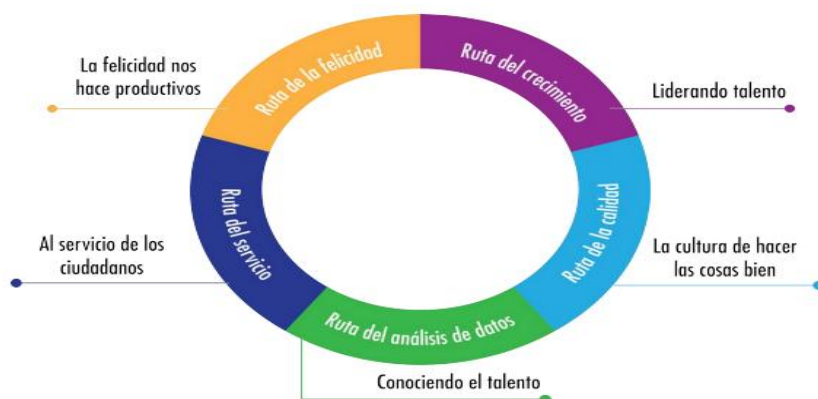 La felicidad nos
hace productivos
Ruta de la felicidad
Ruta del crecimiento
Liderando talento
Ruta del servicio
Al servicio de los
ciudadanos
Ruta de la calidad
La cultura de hacer
las cosas bien
Ruta del análisis de datos
Conociendo el talento